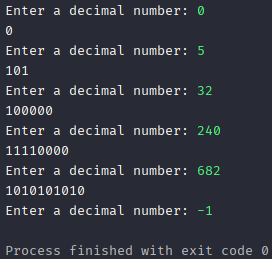 Enter a decimal number: 0
0
Enter a decimal number: 5
101
Enter a decimal number: 32
100000
Enter a decimal number: 240
11110000
Enter a decimal number: 682
1010101010
Enter a decimal number: -1
Process finished with exit code 0